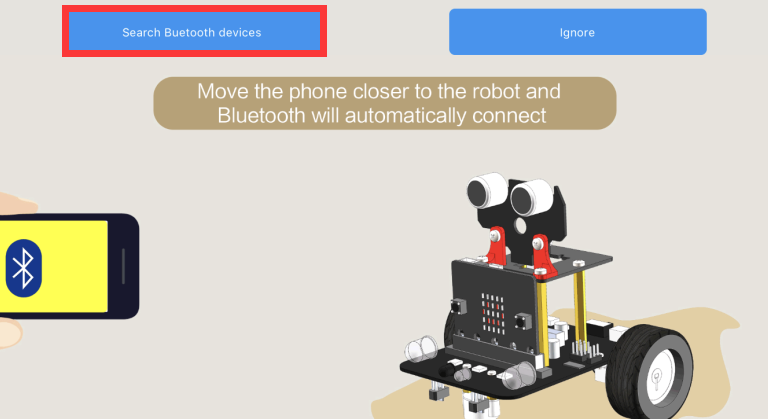 Search Buetooth devices
Ignore
Move the phone closer to the robot and
Bluetooth will automatically connect